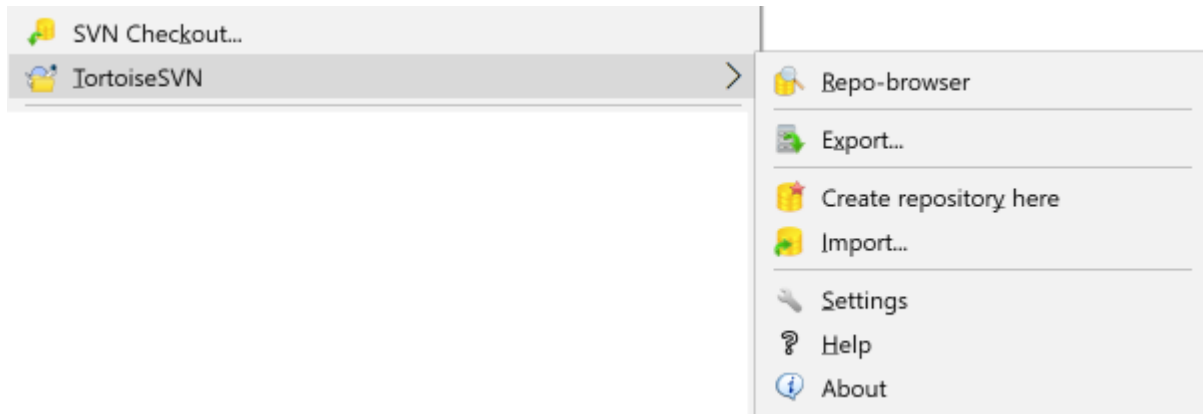 SVN Checkout...
TortoiseSVN
Repo-browser
Export...
Create repository here
Import...
Settings
Help
About